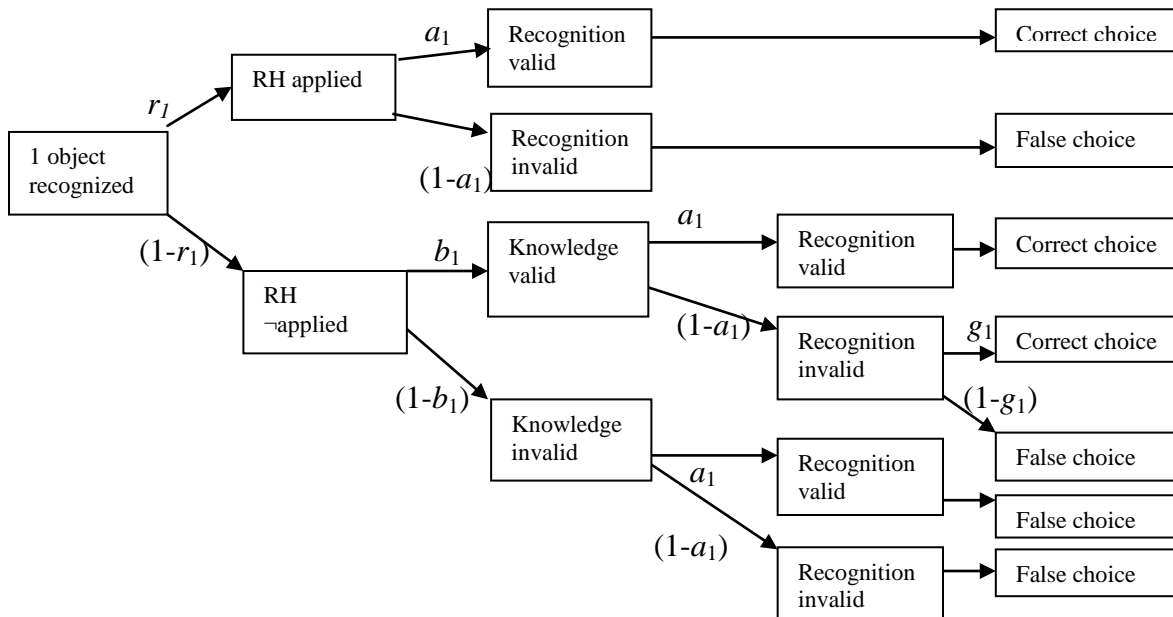 a1
Recognition
valid
Correct choice
RH applied
r1
1 object
recognized
Recognition
invalid
False choice
(1-a1)
(1-r1)
RH
¬applied
b1
Knowledge
valid
a1
Recognition
valid
Correct choice
(1-a1)
Recognition
invalid
g1
Correct choice
(1-g1)
False choice
(1-b1)
Knowledge
invalid
a1
Recognition
valid
False choice
(1-a1)
Recognition
invalid
False choice